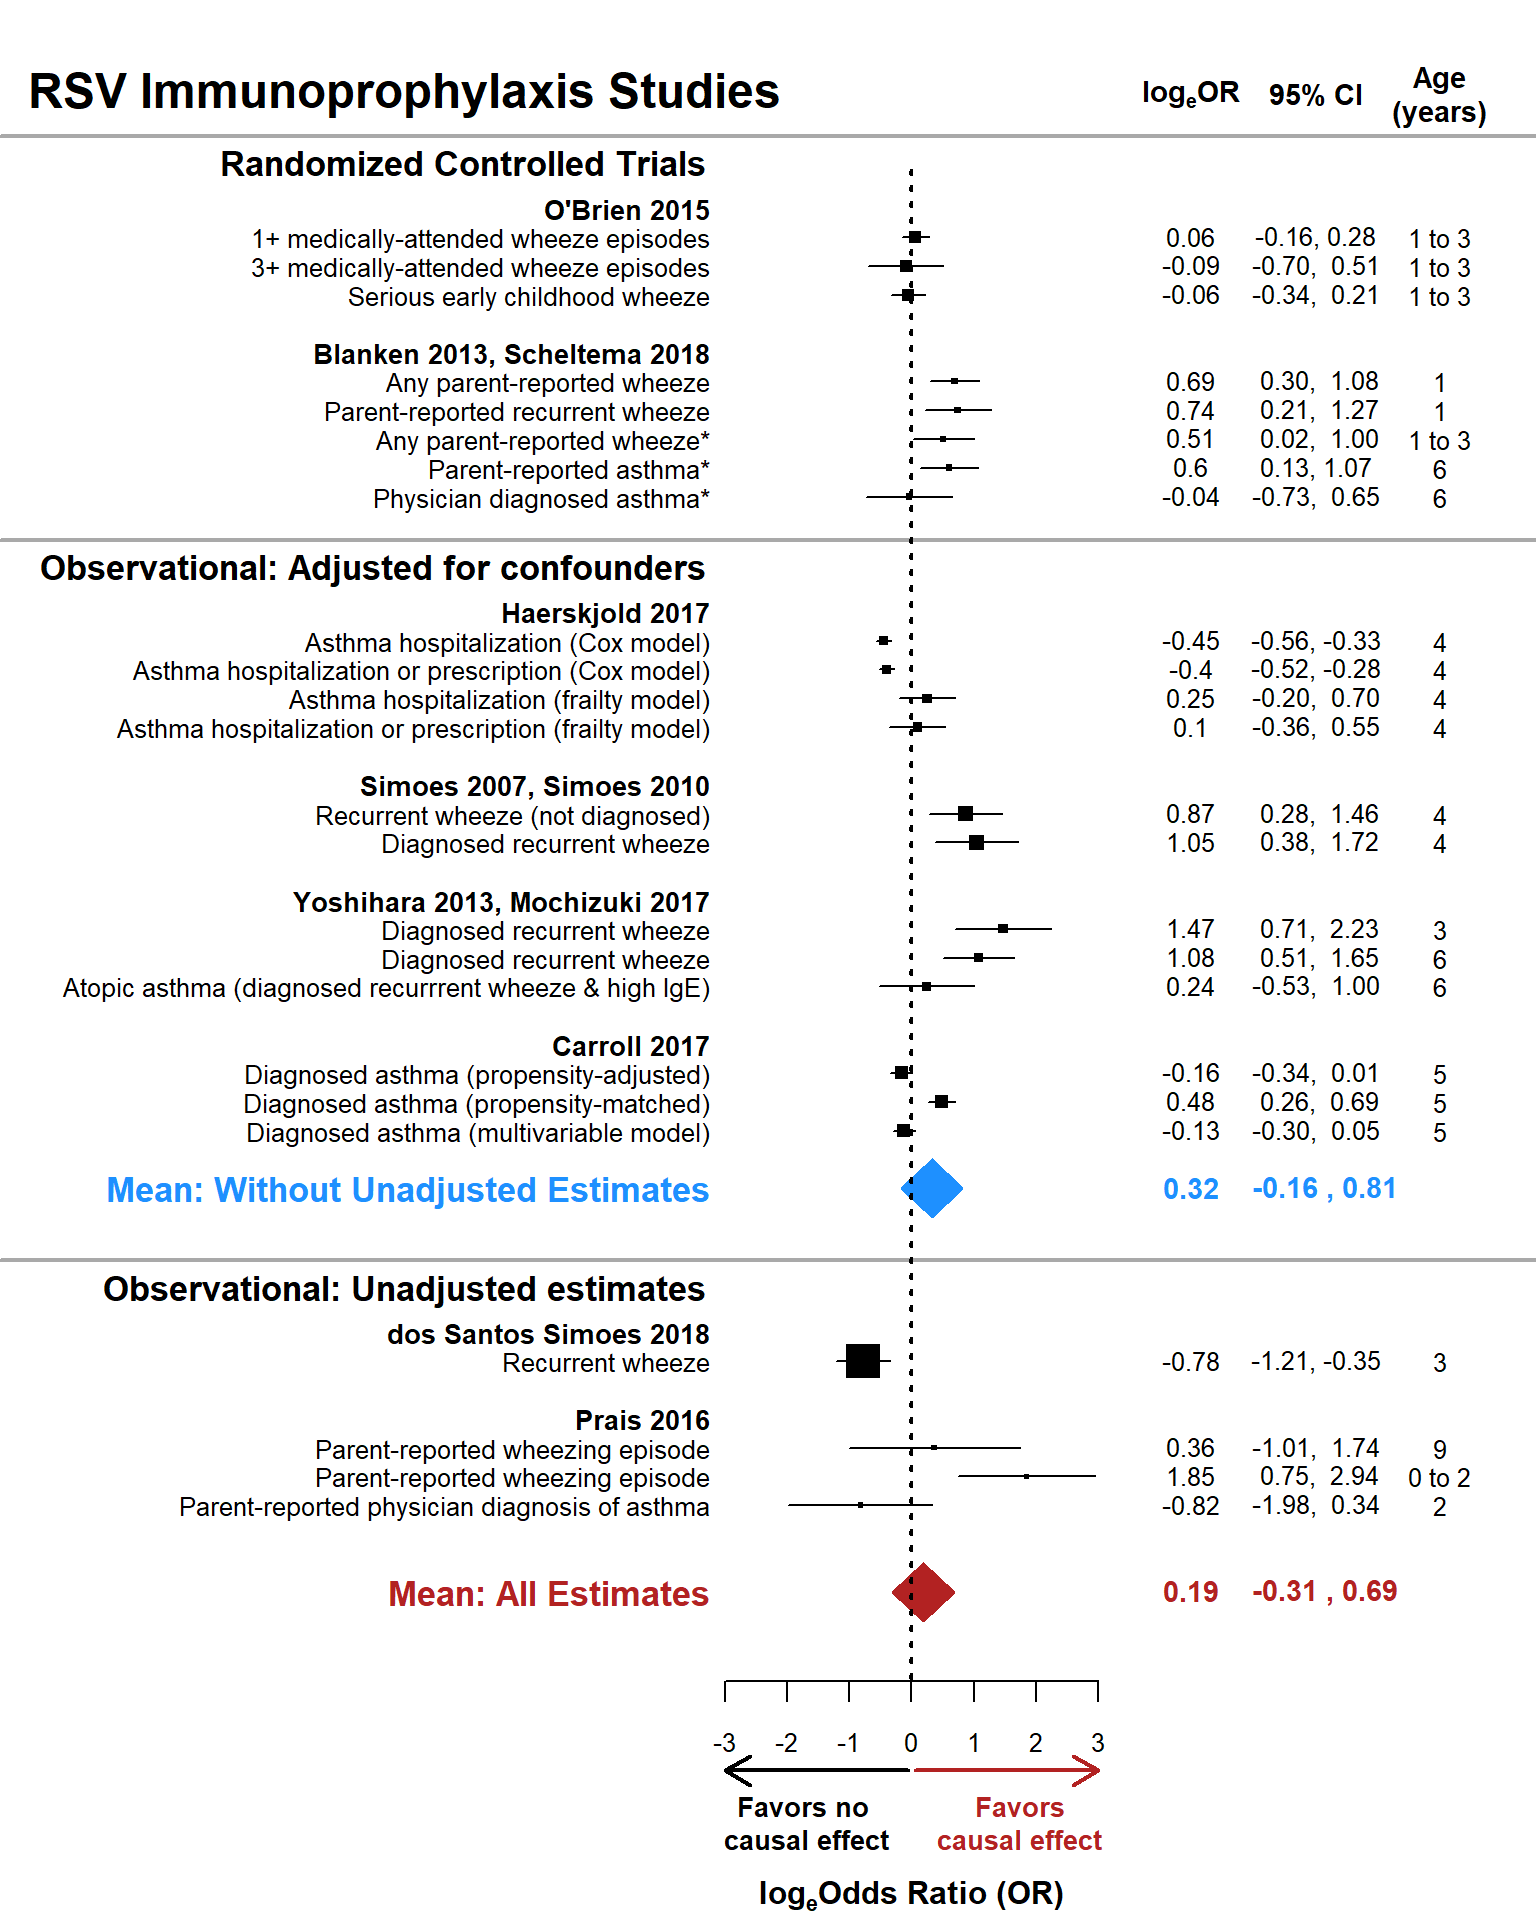 RSV Immunoprophylaxis Studies logeOR 95% CI Age
(years)
Randomized Controlled Trials
O'Brien 2015
1+ medically-attended wheeze episodes 0.06 -0.16, 0.28 1 to 3
3+ medically-attended wheeze episodes -0.09 -0.70, 0.51 1 to 3
Serious early childhood wheeze -0.06 -0.34, 0.21 1 to 3
Blanken 2013, Scheltema 2018
Any parent-reported wheeze 0.69 0.30, 1.08 1
Parent-reported recurrent wheeze 0.74 0.21, 1.27 1
Any parent-reported wheeze* 0.51 0.02, 1.00 1 to 3
Parent-reported asthma* 0.6 0.13, 1.07 6
Physician diagnosed asthma* -0.04 -0.73, 0.65 6
Observational: Adjusted for confounders
Haerskjold 2017
Asthma hospitalization (Cox model) -0.45 -0.56, -0.33 4
Asthma hospitalization or prescription (Cox model) -0.4 -0.52, -0.28 4
Asthma hospitalization (frailty model) 0.25 -0.20, 0.70 4
Asthma hospitalization or prescription (frailty model) 0.1 -0.36, 0.55 4
Simoes 2007, Simoes 2010
Recurrent wheeze (not diagnosed) 0.87 0.28, 1.46 4
Diagnosed recurrent wheeze 1.05 0.38, 1.72 4
Yoshihara 2013, Mochizuki 2017
Diagnosed recurrent wheeze 1.47 0.71, 2.23 3
Diagnosed recurrent wheeze 1.08 0.51, 1.65 6
Atopic asthma (diagnosed recurrrent wheeze & high IgE) 0.24 -0.53, 1.00 6
Carroll 2017
Diagnosed asthma (propensity-adjusted) -0.16 -0.34, 0.01 5
Diagnosed asthma (propensity-matched) 0.48 0.26, 0.69 5
Diagnosed asthma (multivariable model) -0.13 -0.30, 0.05 5
Mean: Without Unadjusted Estimates 0.32 -0.16 , 0.81
Observational: Unadjusted estimates
dos Santos Simoes 2018
Recurrent wheeze -0.78 -1.21, -0.35 3
Prais 2016
Parent-reported wheezing episode 0.36 -1.01, 1.74 9
Parent-reported wheezing episode 1.85 0.75, 2.94 0 to 2
Parent-reported physician diagnosis of asthma -0.82 -1.98, 0.34 2
Mean: All Estimates 0.19 -0.31 , 0.69
-3 -2 -1 0 1 2 3
Favors no
causal effect
Favors
causal effect
logeOdds Ratio (OR)